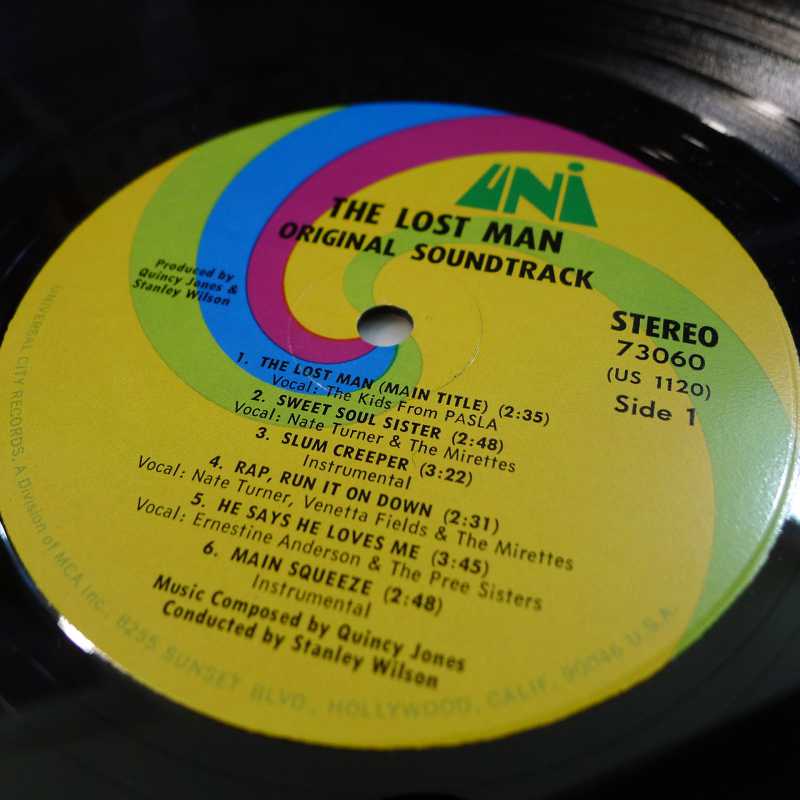 UNI
THE LOST MAN
ORIGINAL SOUNDTRACK
Produced by
Quincy Jones &
Stanley Wilson
STEREO
73060
(US 1120)
Side 1
1. THE LOST MAN (MAIN TITLE) (2:35)
Vocal: The Kids From PASLA
2. SWEET SOUL SISTER (2:48)
Vocal: Nate Turner & The Mirettes
3. SLUM CREEPER (3:22)
Instrumental
4. RAP, RUN IT ON DOWN (2:31)
Vocal: Nate Turner, Venetta Fields & The Mirettes
5. HE SAYS HE LOVES ME (3:45)
Vocal: Ernestine Anderson & The Pree Sisters
6. MAIN SQUEEZE (2:48)
Instrumental
Music Composed by Quincy Jones
Conducted by Stanley Wilson
UNIVERSAL CITY RECORDS, A Division of MCA Inc., 8255 SUNSET BLVD., HOLLYWOOD, CALIF. 90046 U.S.A.